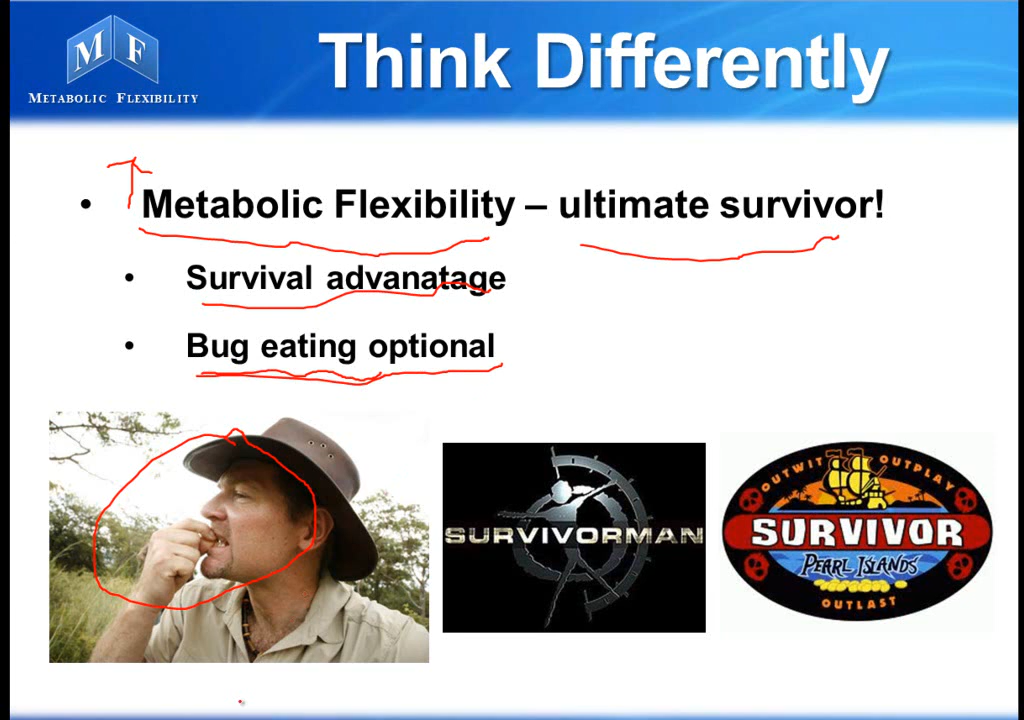 M F
METABOLIC FLEXIBILITY
Think Differently
• Metabolic Flexibility – ultimate survivor!
• Survival advanatage
• Bug eating optional
SURVIVORMAN
OUTWIT OUTPLAY
SURVIVOR
PEARL ISLANDS
OUTLAST